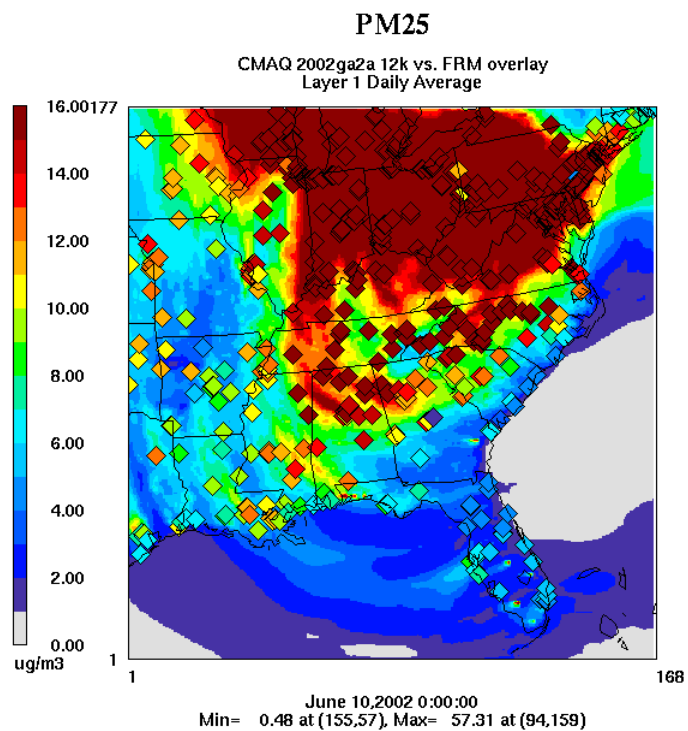 PM25
CMAQ 2002ga2a 12k vs. FRM overlay
Layer 1 Daily Average
16.00
177
14.00
12.00
10.00
8.00
6.00
4.00
2.00
0.00
ug/m3
1
1
168
June 10,2002 0:00:00
Min= 0.48 at (155,57), Max= 57.31 at (94,159)